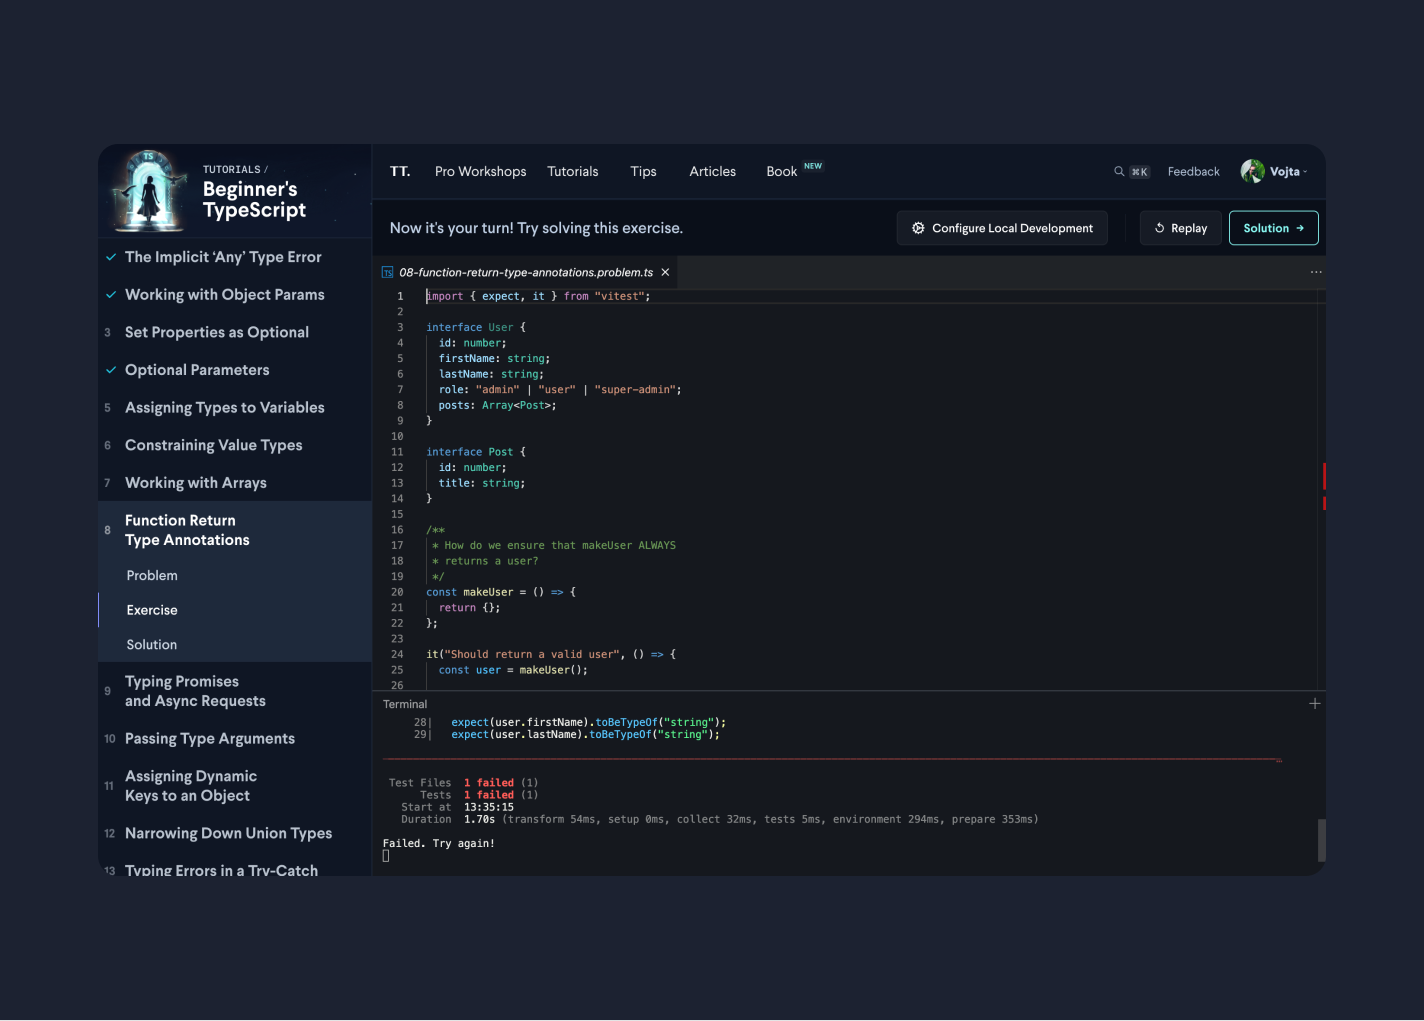 TS
TUTORIALS /
Beginner's
TypeScript
The Implicit ‘Any’ Type Error
Working with Object Params
3 Set Properties as Optional
Optional Parameters
5 Assigning Types to Variables
6 Constraining Value Types
7 Working with Arrays
8 Function Return
Type Annotations
Problem
Exercise
Solution
9 Typing Promises
and Async Requests
10 Passing Type Arguments
11 Assigning Dynamic
Keys to an Object
12 Narrowing Down Union Types
13 Typing Errors in a Try-Catch
TT. Pro Workshops Tutorials Tips Articles Book NEW ⌘K Feedback Vojta
Now it's your turn! Try solving this exercise. Configure Local Development Replay Solution →
TS 08-function-return-type-annotations.problem.ts × ···
1 import { expect, it } from "vitest";
2
3 interface User {
4 id: number;
5 firstName: string;
6 lastName: string;
7 role: "admin" | "user" | "super-admin";
8 posts: Array<Post>;
9 }
10
11 interface Post {
12 id: number;
13 title: string;
14 }
15
16 /**
17 * How do we ensure that makeUser ALWAYS
18 * returns a user?
19 */
20 const makeUser = () => {
21 return {};
22 };
23
24 it("Should return a valid user", () => {
25 const user = makeUser();
26
Terminal +
28| expect(user.firstName).toBeTypeOf("string");
29| expect(user.lastName).toBeTypeOf("string");
Test Files 1 failed (1)
Tests 1 failed (1)
Start at 13:35:15
Duration 1.70s (transform 54ms, setup 0ms, collect 32ms, tests 5ms, environment 294ms, prepare 353ms)
Failed. Try again!